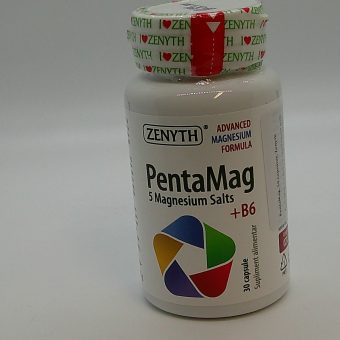 I ZENYTH
I ZENYTH
ZENYTH®
ADVANCED
MAGNESIUM
FORMULA
PentaMag
5 Magnesium Salts
+B6
30 capsule
Supliment alimentar